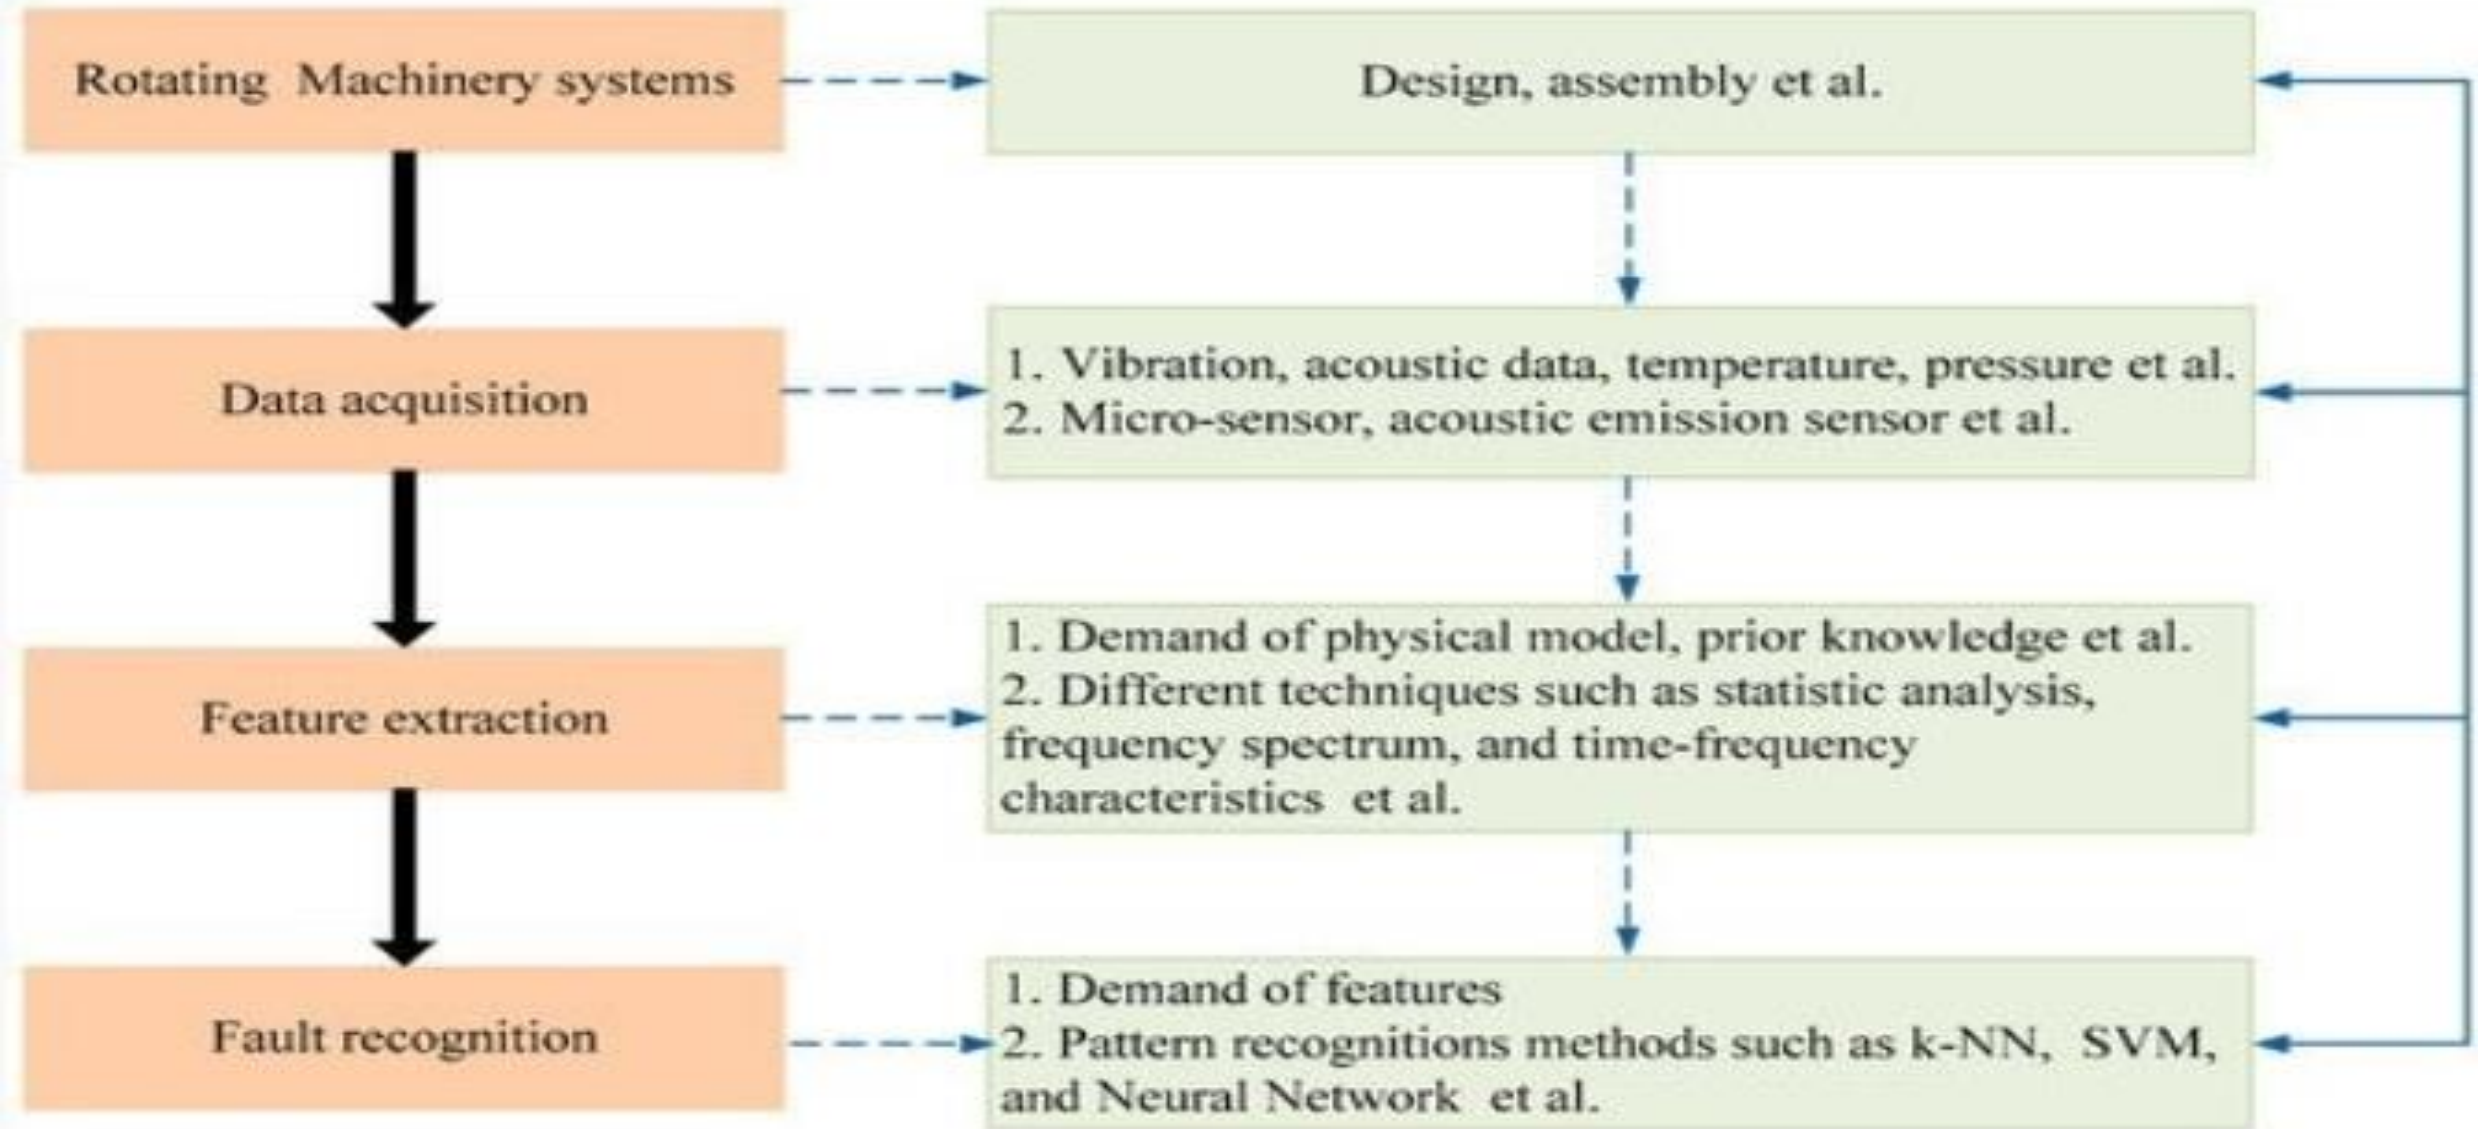 Rotating Machinery systems
Design, assembly et al.
Data acquisition
1. Vibration, acoustic data, temperature, pressure et al.
2. Micro-sensor, acoustic emission sensor et al.
Feature extraction
1. Demand of physical model, prior knowledge et al.
2. Different techniques such as statistic analysis,
frequency spectrum, and time-frequency
characteristics et al.
Fault recognition
1. Demand of features
2. Pattern recognitions methods such as k-NN, SVM,
and Neural Network et al.